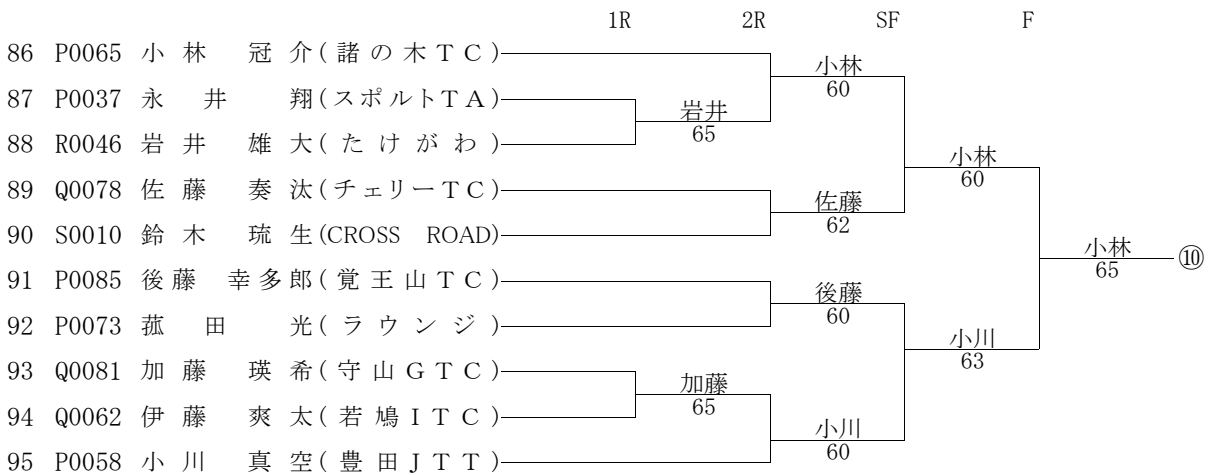 1R 2R SF F
86 P0065 小林 冠介(諸の木TC)
小林
60
87 P0037 永井 翔(スポルトTA)
岩井
65
88 R0046 岩井 雄大(たけがわ)
小林
60
89 Q0078 佐藤 奏汰(チェリーTC)
佐藤
62
90 S0010 鈴木 琉生(CROSS ROAD)
小林
65
⑩
91 P0085 後藤 幸多郎(覚王山TC)
後藤
60
92 P0073 菰田 光(ラウンジ)
小川
63
93 Q0081 加藤 瑛希(守山GTC)
加藤
65
94 Q0062 伊藤 爽太(若鳩ITC)
小川
60
95 P0058 小川 真空(豊田JTT)